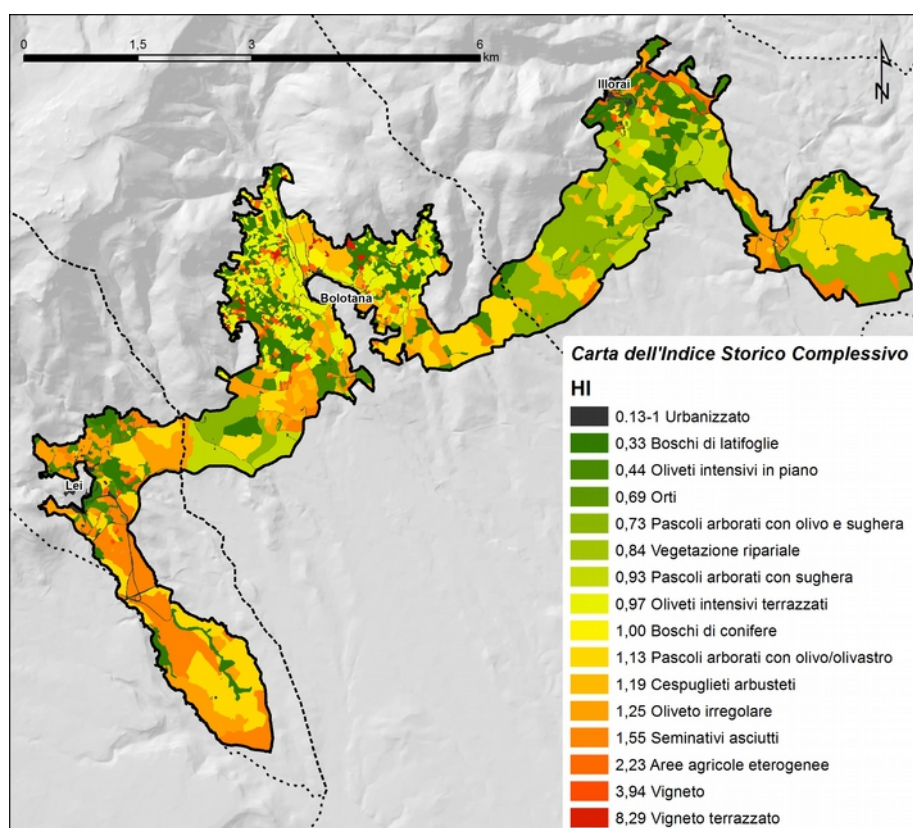 0 1,5 3 6
km
N
Illorai
Bolotana
Lei
Carta dell'Indice Storico Complessivo
HI
0.13-1 Urbanizzato
0,33 Boschi di latifoglie
0,44 Oliveti intensivi in piano
0,69 Orti
0,73 Pascoli arborati con olivo e sughera
0,84 Vegetazione ripariale
0,93 Pascoli arborati con sughera
0,97 Oliveti intensivi terrazzati
1,00 Boschi di conifere
1,13 Pascoli arborati con olivo/olivastro
1,19 Cespuglieti arbusteti
1,25 Oliveto irregolare
1,55 Seminativi asciutti
2,23 Aree agricole eterogenee
3,94 Vigneto
8,29 Vigneto terrazzato